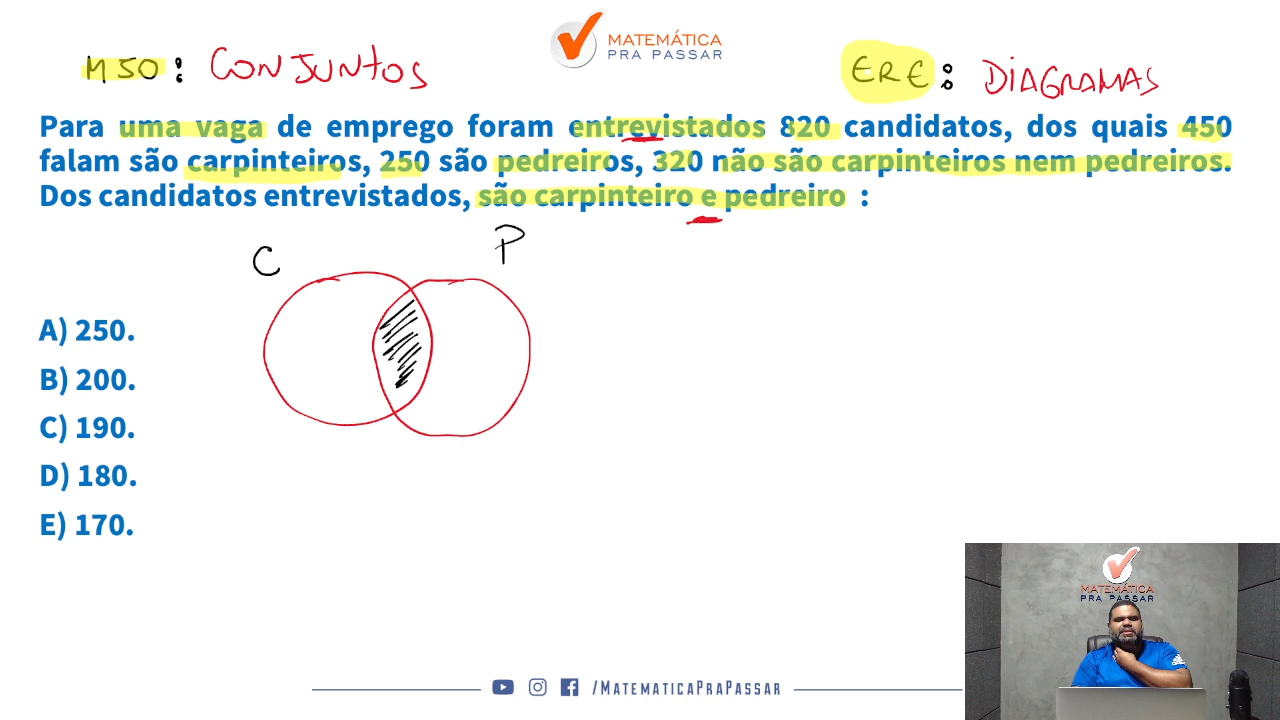 MATEMÁTICA
PRA PASSAR
M50: CONJUNTOS
ERE: DIAGRAMAS
Para uma vaga de emprego foram entrevistados 820 candidatos, dos quais 450
falam são carpinteiros, 250 são pedreiros, 320 não são carpinteiros nem pedreiros.
Dos candidatos entrevistados, são carpinteiro e pedreiro :
C
P
A) 250.
B) 200.
C) 190.
D) 180.
E) 170.
MATEMÁTICA
PRA PASSAR
/MATEMATICAPRAPASSAR